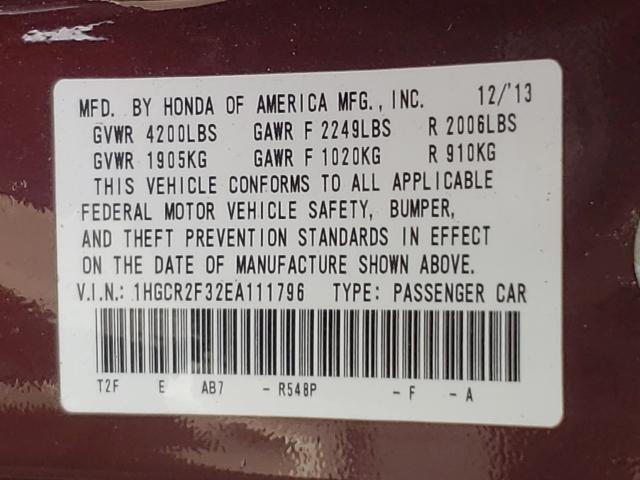 MFD. BY HONDA OF AMERICA MFG., INC. 12/'13
GVWR 4200LBS GAWR F 2249LBS R 2006LBS
GVWR 1905KG GAWR F 1020KG R 910KG
THIS VEHICLE CONFORMS TO ALL APPLICABLE
FEDERAL MOTOR VEHICLE SAFETY, BUMPER,
AND THEFT PREVENTION STANDARDS IN EFFECT
ON THE DATE OF MANUFACTURE SHOWN ABOVE.
V.I.N.: 1HGCR2F32EA111796 TYPE: PASSENGER CAR
T2F E AB7 - R548P - F - A